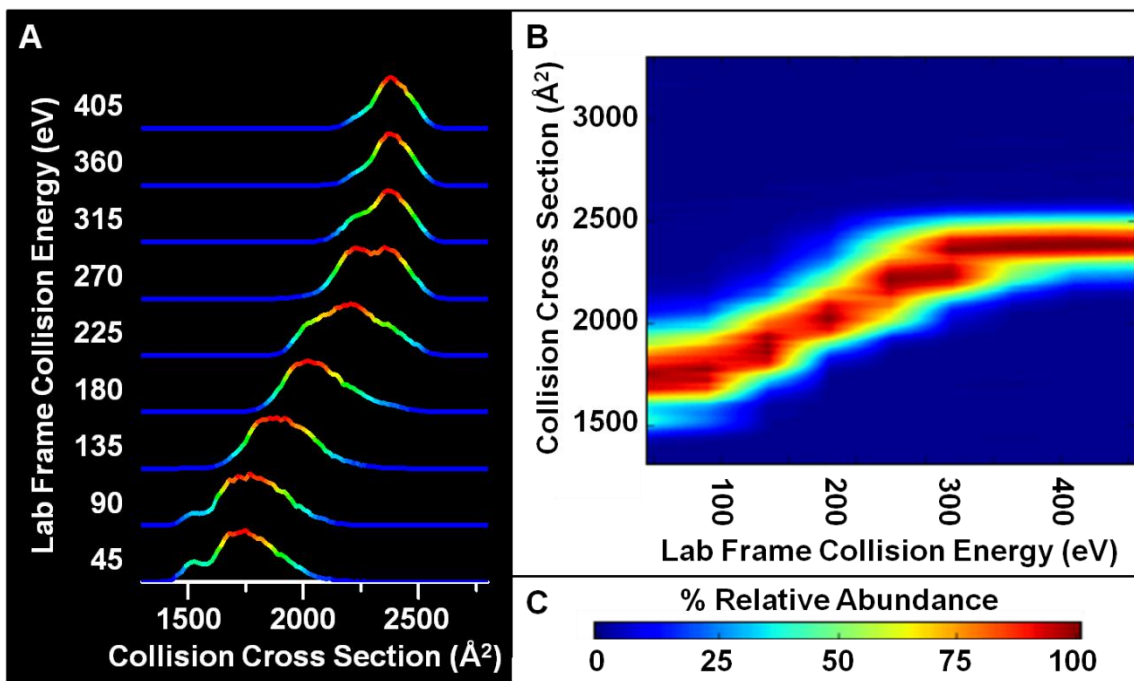 A
Lab Frame Collision Energy (eV)
405
360
315
270
225
180
135
90
45
1500 2000 2500
Collision Cross Section (Å²)
B
Collision Cross Section (Å²)
3000
2500
2000
1500
100 200 300 400
Lab Frame Collision Energy (eV)
C
% Relative Abundance
0 25 50 75 100